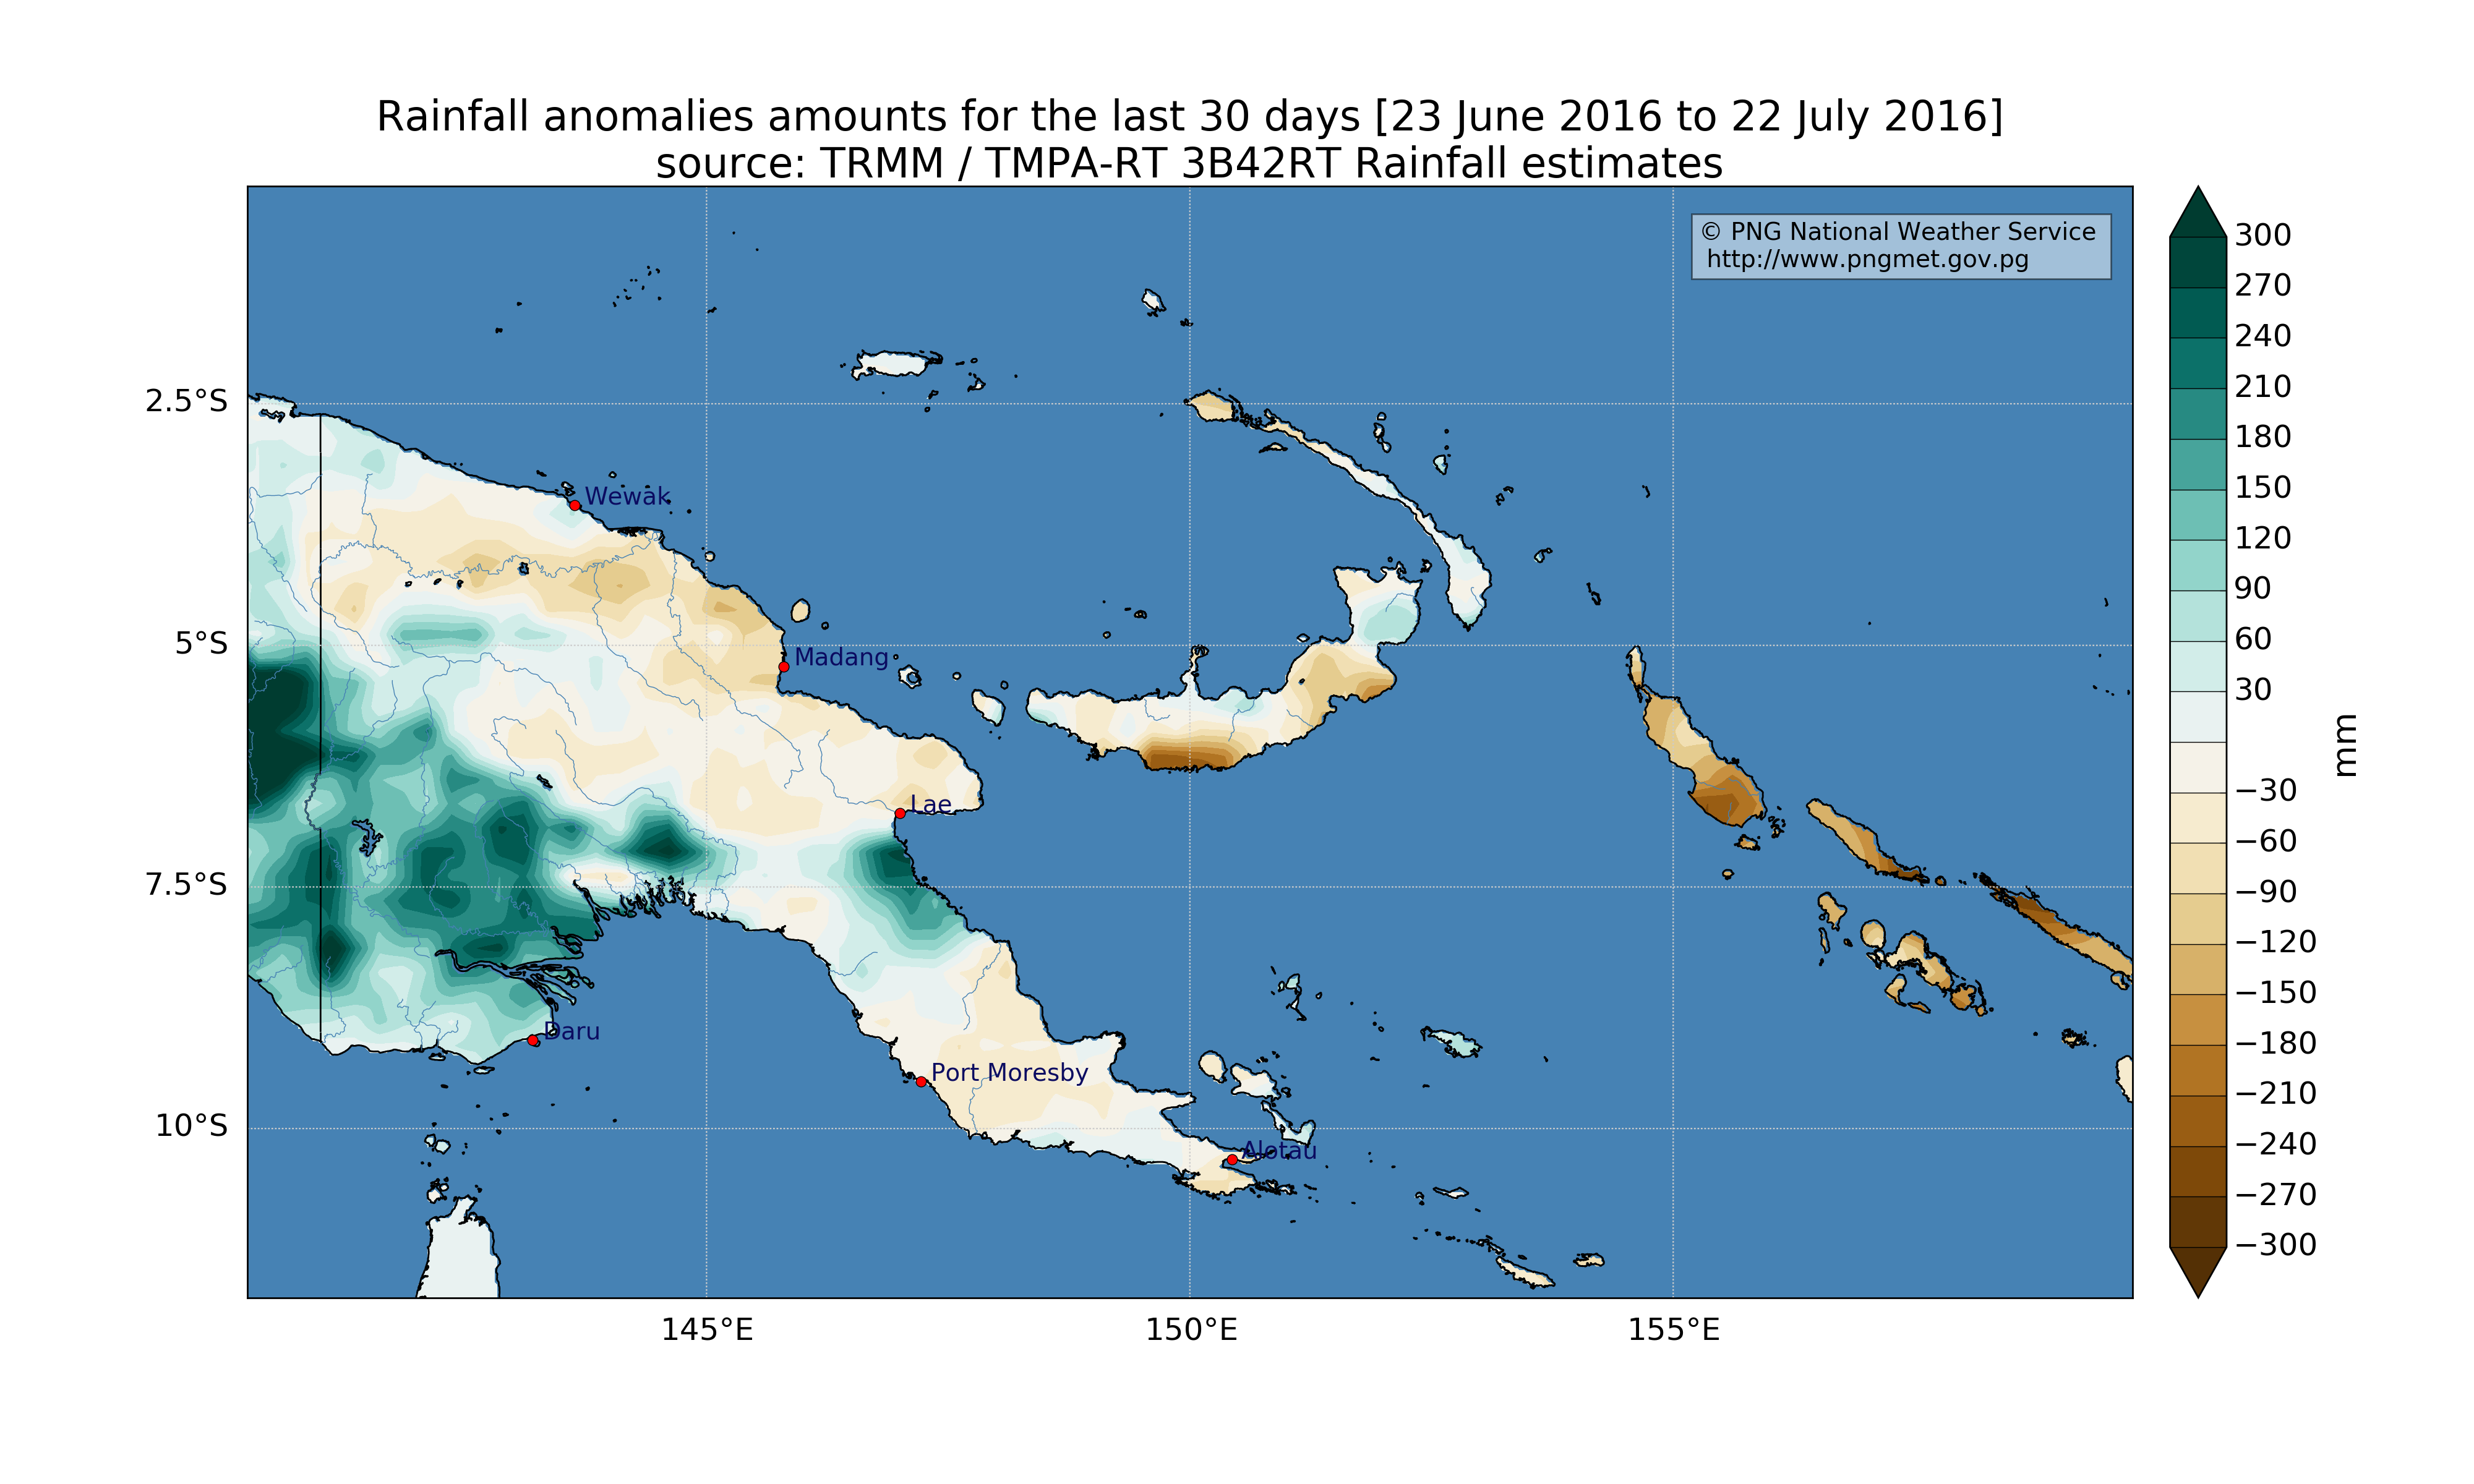 Rainfall anomalies amounts for the last 30 days [23 June 2016 to 22 July 2016]
source: TRMM / TMPA-RT 3B42RT Rainfall estimates
© PNG National Weather Service
http://www.pngmet.gov.pg
2.5°S
5°S
7.5°S
10°S
145°E
150°E
155°E
Wewak
Madang
Lae
Daru
Port Moresby
Alotau
300
270
240
210
180
150
120
90
60
30
−30
−60
−90
−120
−150
−180
−210
−240
−270
−300
mm